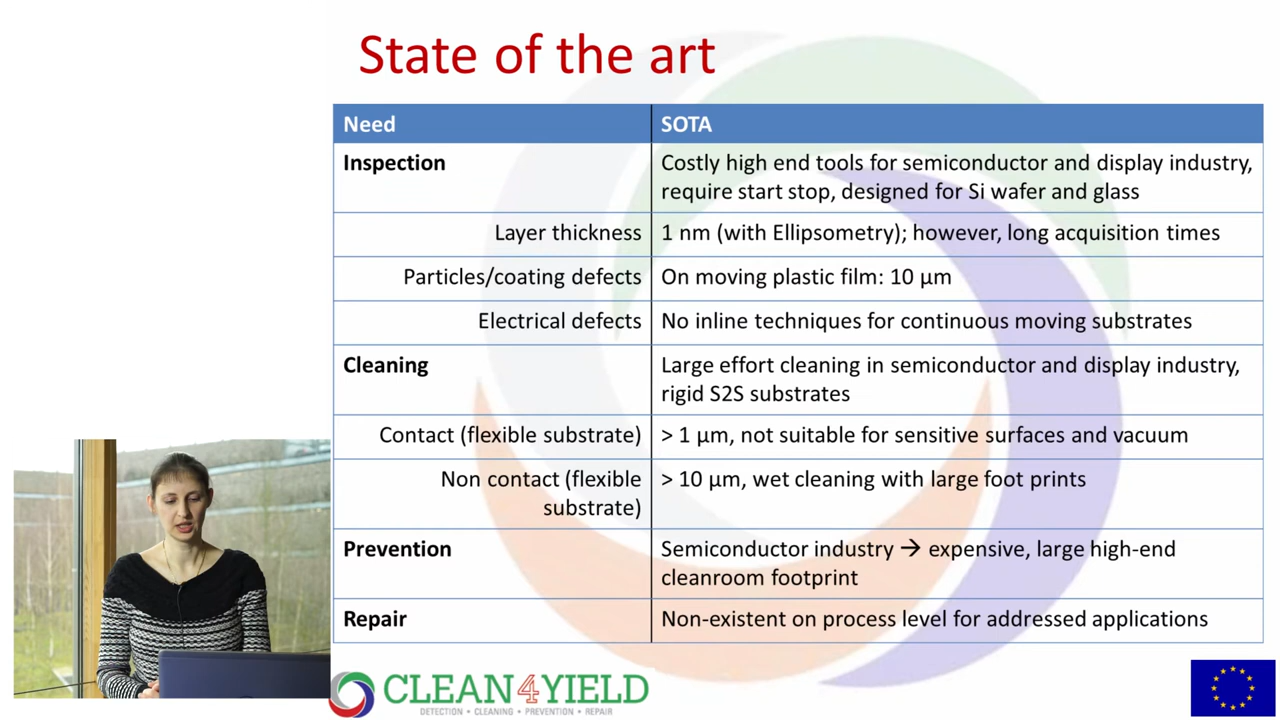 State of the art
Need SOTA
Inspection Costly high end tools for semiconductor and display industry,
require start stop, designed for Si wafer and glass
Layer thickness 1 nm (with Ellipsometry); however, long acquisition times
Particles/coating defects On moving plastic film: 10 µm
Electrical defects No inline techniques for continuous moving substrates
Cleaning Large effort cleaning in semiconductor and display industry,
rigid S2S substrates
Contact (flexible substrate) > 1 µm, not suitable for sensitive surfaces and vacuum
Non contact (flexible > 10 µm, wet cleaning with large foot prints
substrate)
Prevention Semiconductor industry → expensive, large high-end
cleanroom footprint
Repair Non-existent on process level for addressed applications
CLEAN4YIELD
DETECTION • CLEANING • PREVENTION • REPAIR